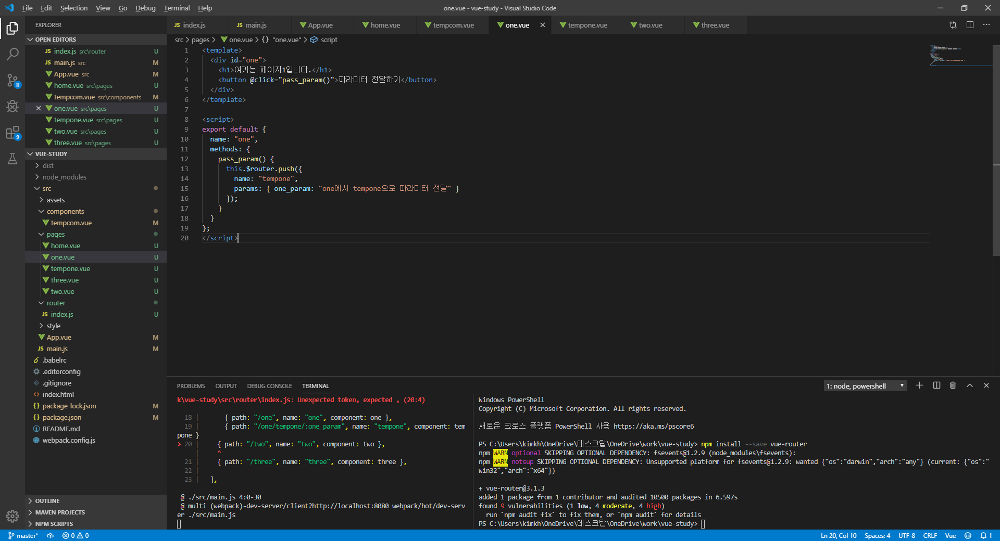 File Edit Selection View Go Debug Terminal Help
one.vue - vue-study - Visual Studio Code
EXPLORER
OPEN EDITORS
JS index.js src\router U
JS main.js src M
App.vue src M
home.vue src\pages U
tempcom.vue src\components M
one.vue src\pages U
tempone.vue src\pages U
two.vue src\pages U
three.vue src\pages U
VUE-STUDY
dist
node_modules
src
assets
components
tempcom.vue M
pages
home.vue U
one.vue U
tempone.vue U
three.vue U
two.vue U
router
JS index.js U
style
App.vue M
JS main.js M
.babelrc
.editorconfig
.gitignore
index.html
package-lock.json M
package.json M
README.md
webpack.config.js
OUTLINE
MAVEN PROJECTS
NPM SCRIPTS
11
9
JS index.js JS main.js App.vue home.vue tempcom.vue one.vue tempone.vue two.vue three.vue
src > pages > one.vue > {} "one.vue" > script
1 <template>
2 <div id="one">
3 <h1>여기는 페이지1입니다.</h1>
4 <button @click="pass_param()">파라미터 전달하기</button>
5 </div>
6 </template>
7
8 <script>
9 export default {
10 name: "one",
11 methods: {
12 pass_param() {
13 this.$router.push({
14 name: "tempone",
15 params: { one_param: "one에서 tempone으로 파라미터 전달" }
16 });
17 }
18 }
19 };
20 </script>
PROBLEMS OUTPUT DEBUG CONSOLE TERMINAL
1: node, powershell
k\vue-study\src\router\index.js: Unexpected token, expected , (20:4)
18 | { path: "/one", name: "one", component: one },
19 | { path: "/one/tempone/:one_param", name: "tempone", component: tem
pone }
> 20 | { path: "/two", name: "two", component: two },
| ^
21 | { path: "/three", name: "three", component: three },
22 |
23 | ],
@ ./src/main.js 4:0-30
@ multi (webpack)-dev-server/client?http://localhost:8080 webpack/hot/dev-serv
er ./src/main.js
Windows PowerShell
Copyright (C) Microsoft Corporation. All rights reserved.
새로운 크로스 플랫폼 PowerShell 사용 https://aka.ms/pscore6
PS C:\Users\kimkh\OneDrive\데스크탑\OneDrive\work\vue-study> npm install --save vue-router
npm WARN optional SKIPPING OPTIONAL DEPENDENCY: fsevents@1.2.9 (node_modules\fsevents):
npm WARN notsup SKIPPING OPTIONAL DEPENDENCY: Unsupported platform for fsevents@1.2.9: wanted {"os":"darwin","arch":"any"} (current: {"os":"
win32","arch":"x64"})
+ vue-router@3.1.3
added 1 package from 1 contributor and audited 10500 packages in 6.597s
found 9 vulnerabilities (1 low, 4 moderate, 4 high)
run `npm audit fix` to fix them, or `npm audit` for details
PS C:\Users\kimkh\OneDrive\데스크탑\OneDrive\work\vue-study>
master* 0 0 Ln 20, Col 10 Spaces: 4 UTF-8 CRLF Vue 1